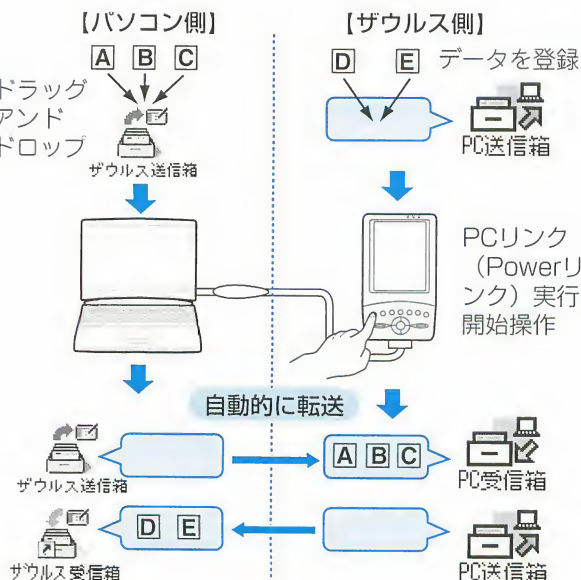 【パソコン側】
A B C
ドラッグ
アンド
ドロップ
ザウルス送信箱
【ザウルス側】
D E データを登録
PC送信箱
PCリンク
（Powerリ
ンク）実行
開始操作
自動的に転送
ザウルス送信箱
A B C
PC受信箱
D E
ザウルス受信箱
PC送信箱